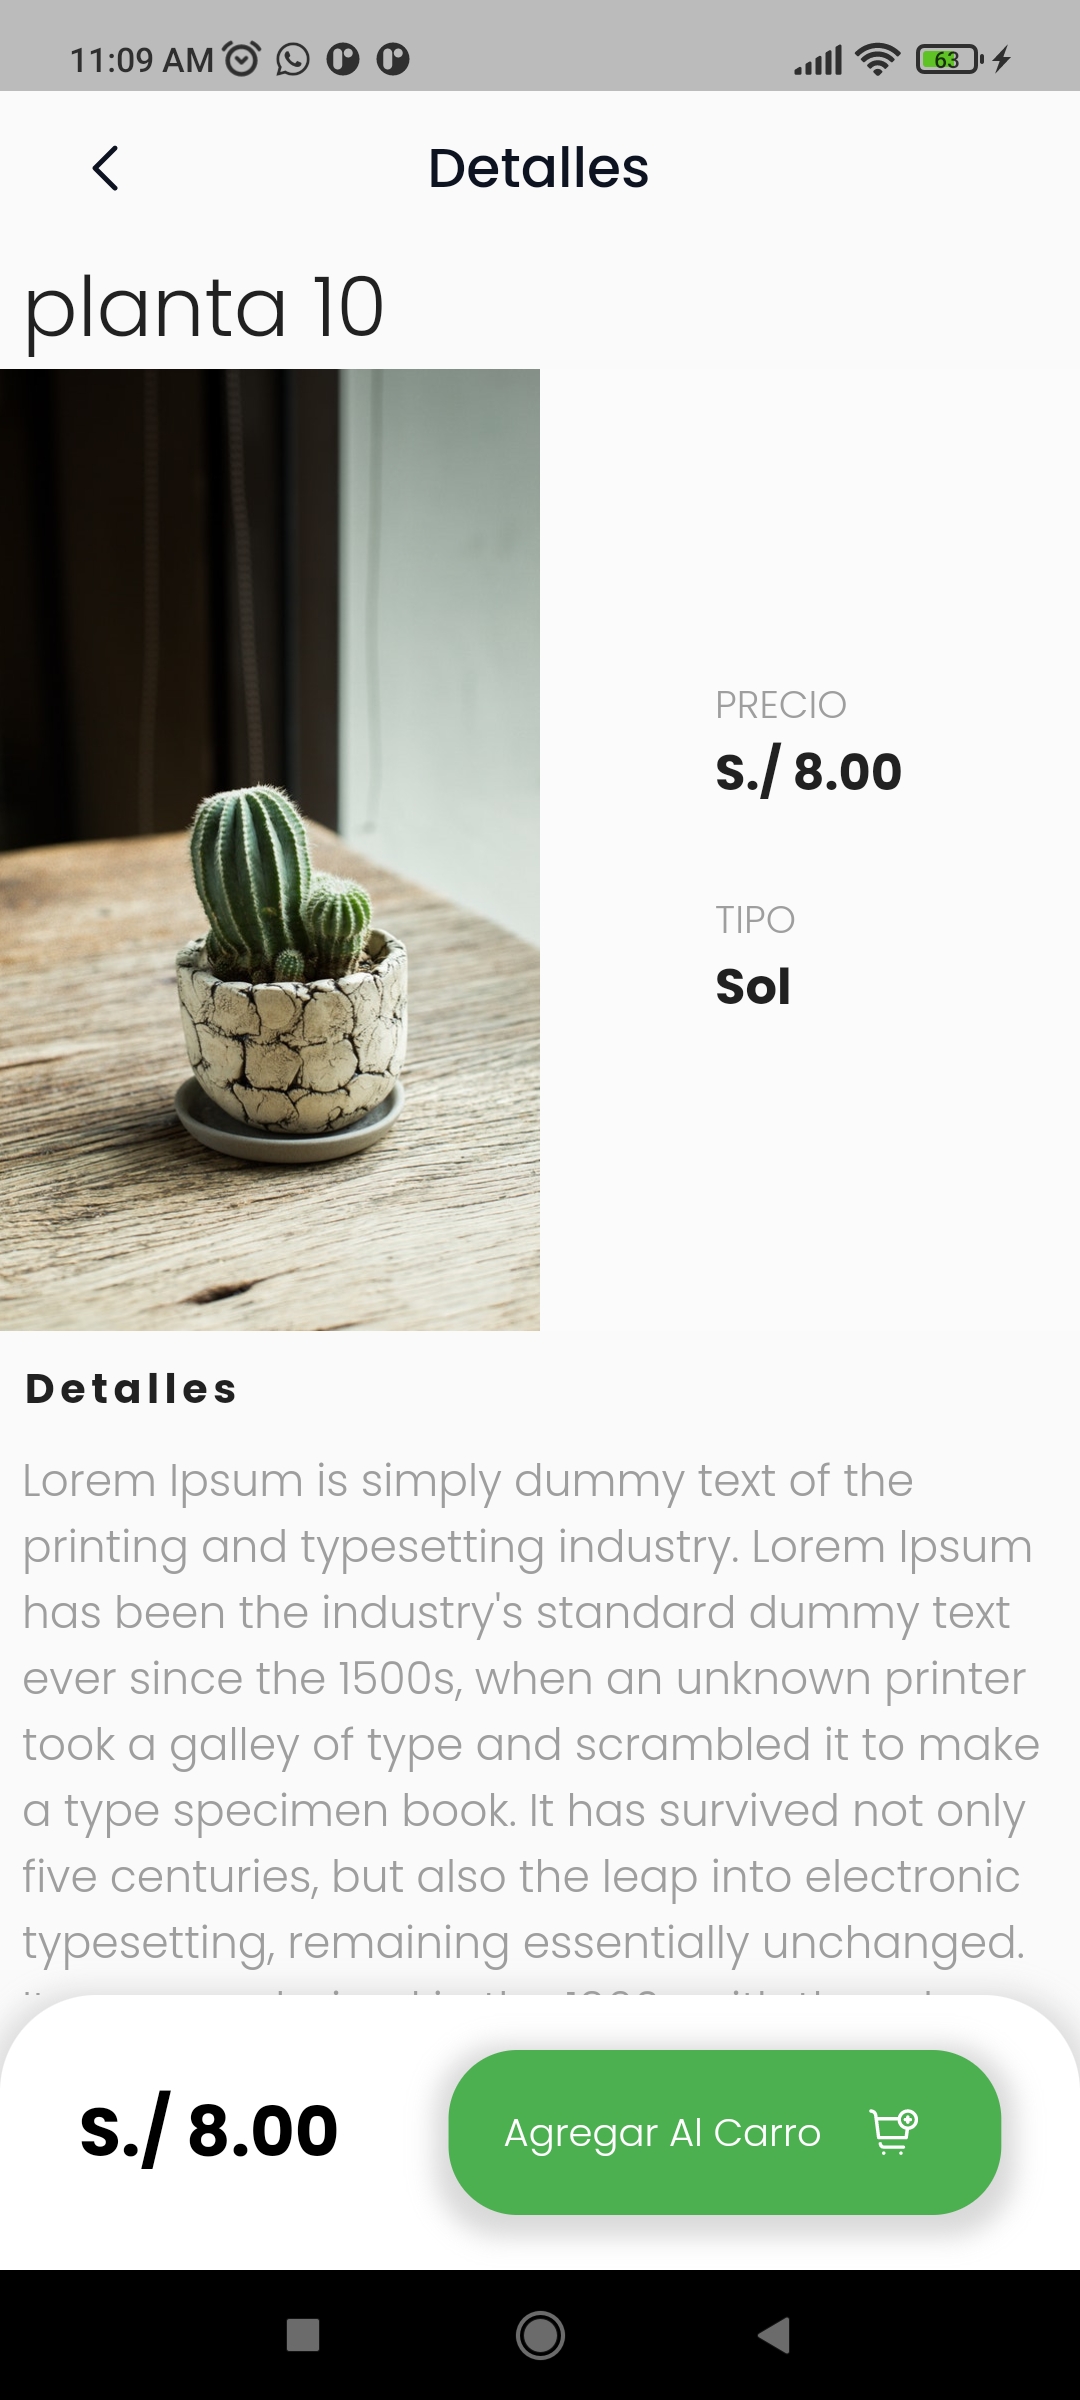 11:09 AM
63
Detalles
planta 10
PRECIO
S./ 8.00
TIPO
Sol
Detalles
Lorem Ipsum is simply dummy text of the
printing and typesetting industry. Lorem Ipsum
has been the industry's standard dummy text
ever since the 1500s, when an unknown printer
took a galley of type and scrambled it to make
a type specimen book. It has survived not only
five centuries, but also the leap into electronic
typesetting, remaining essentially unchanged.
S./ 8.00
Agregar Al Carro